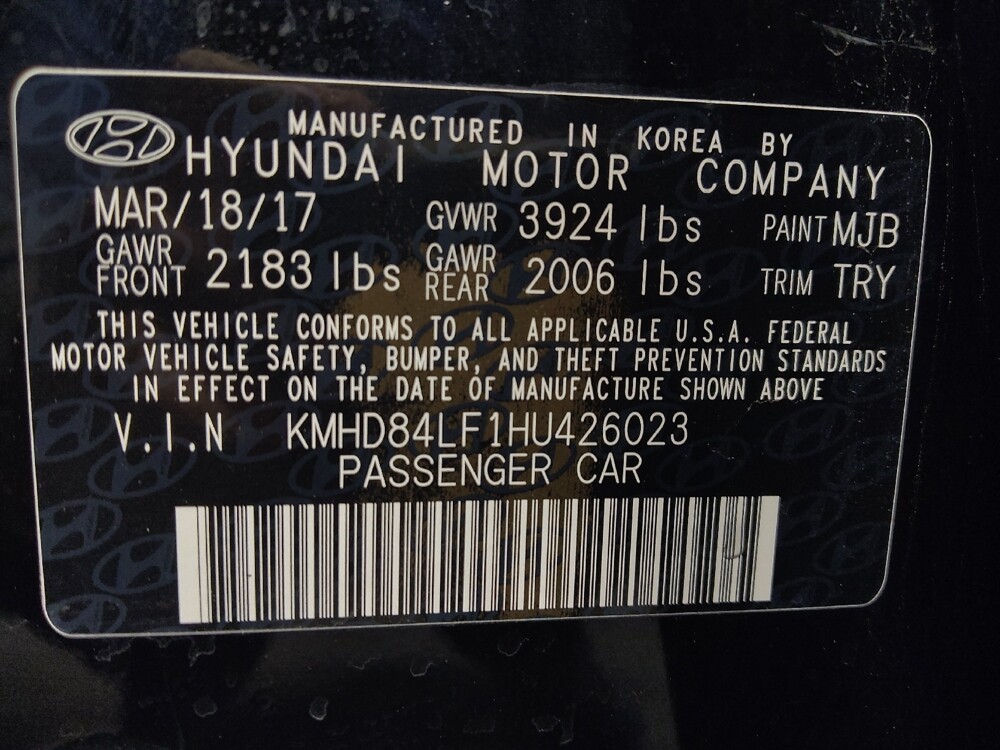 MANUFACTURED IN KOREA BY
HYUNDAI MOTOR COMPANY
MAR/18/17 GVWR 3924 lbs PAINT MJB
GAWR FRONT 2183 lbs GAWR REAR 2006 lbs TRIM TRY
THIS VEHICLE CONFORMS TO ALL APPLICABLE U.S.A. FEDERAL
MOTOR VEHICLE SAFETY, BUMPER, AND THEFT PREVENTION STANDARDS
IN EFFECT ON THE DATE OF MANUFACTURE SHOWN ABOVE
V.I.N KMHD84LF1HU426023
PASSENGER CAR